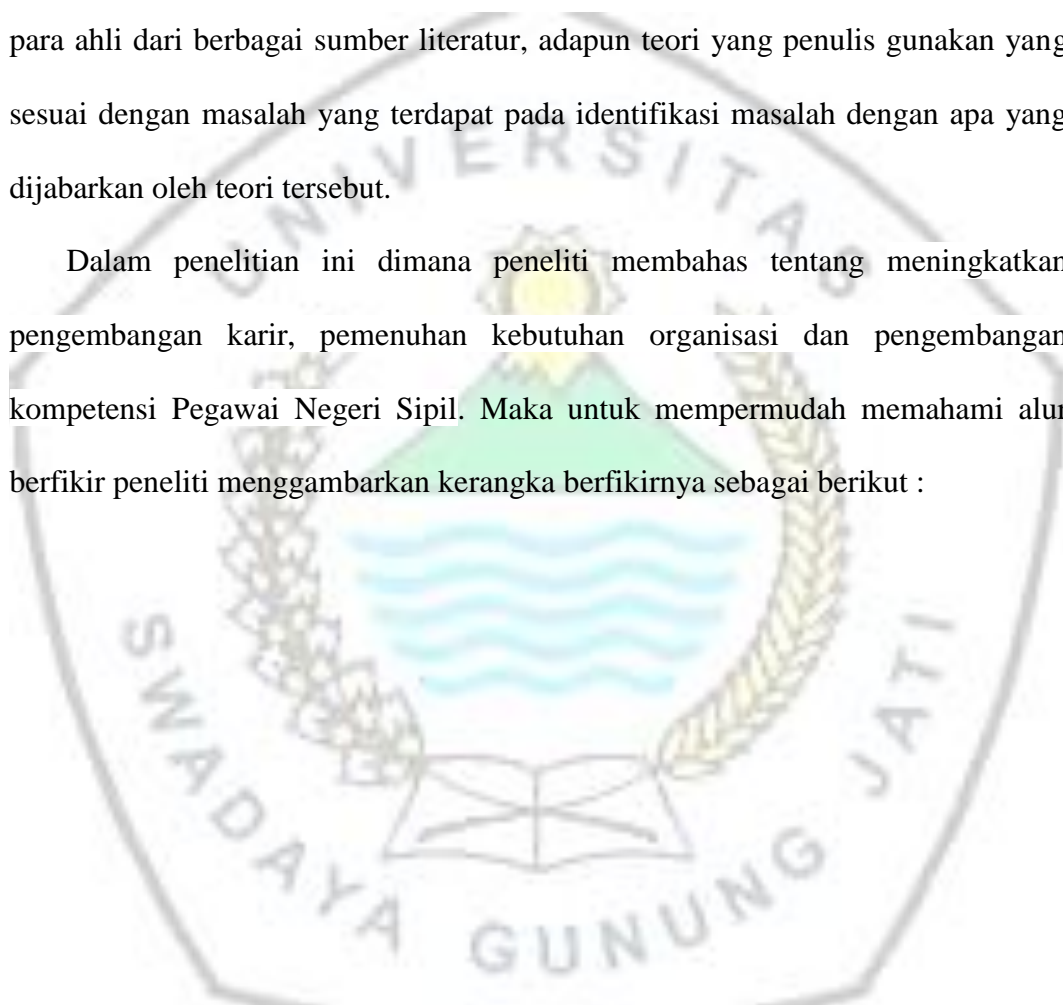 para ahli dari berbagai sumber literatur, adapun teori yang penulis gunakan yang
sesuai dengan masalah yang terdapat pada identifikasi masalah dengan apa yang
dijabarkan oleh teori tersebut.
Dalam penelitian ini dimana peneliti membahas tentang meningkatkan
pengembangan karir, pemenuhan kebutuhan organisasi dan pengembangan
kompetensi Pegawai Negeri Sipil. Maka untuk mempermudah memahami alur
berfikir peneliti menggambarkan kerangka berfikirnya sebagai berikut :
UNIVERSITAS
SWADAYA GUNUNG JATI